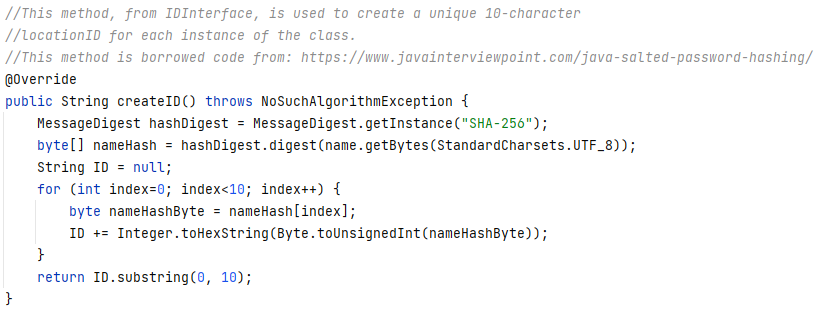 //This method, from IDInterface, is used to create a unique 10-character
//locationID for each instance of the class.
//This method is borrowed code from: https://www.javainterviewpoint.com/java-salted-password-hashing/
@Override
public String createID() throws NoSuchAlgorithmException {
    MessageDigest hashDigest = MessageDigest.getInstance("SHA-256");
    byte[] nameHash = hashDigest.digest(name.getBytes(StandardCharsets.UTF_8));
    String ID = null;
    for (int index=0; index<10; index++) {
        byte nameHashByte = nameHash[index];
        ID += Integer.toHexString(Byte.toUnsignedInt(nameHashByte));
    }
    return ID.substring(0, 10);
}